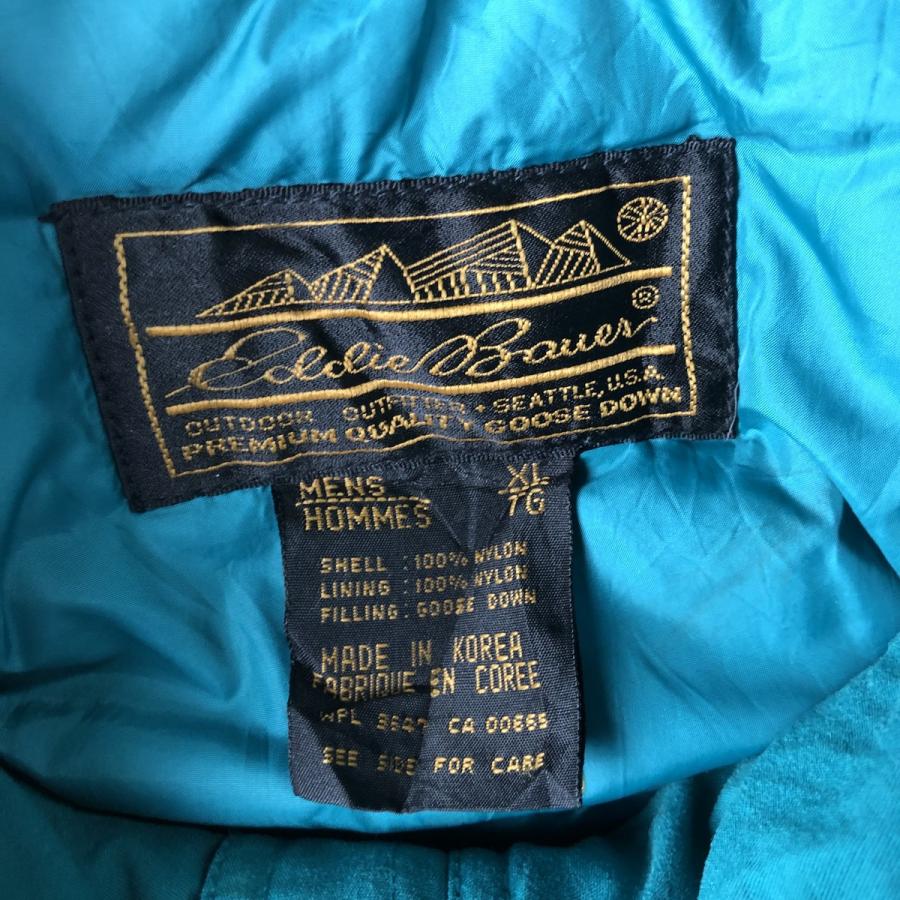 Eddie Bauer ®
OUTDOOR OUTFITTER • SEATTLE, U.S.A.
PREMIUM QUALITY GOOSE DOWN
MENS XL
HOMMES TG
SHELL : 100% NYLON
LINING : 100% NYLON
FILLING : GOOSE DOWN
MADE IN KOREA
FABRIQUE EN COREE
WPL CA 00665
SEE SIDE FOR CARE